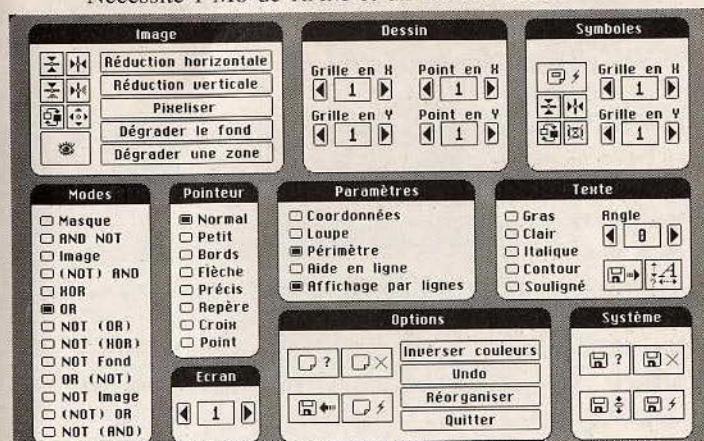 Nécessite 1 Mo de
Image
Réduction horizontale
Réduction verticale
Pixeliser
Dégrader le fond
Dégrader une zone
Dessin
Grille en X
Point en X
1
1
Grille en Y
Point en Y
1
1
Symboles
Grille en X
1
Grille en Y
1
Modes
Masque
AND NOT
Image
(NOT) AND
XOR
OR
NOT (OR)
NOT (XOR)
NOT Fond
OR (NOT)
NOT Image
(NOT) OR
NOT (AND)
Pointeur
Normal
Petit
Bords
Flèche
Précis
Repère
Croix
Point
Ecran
1
Paramètres
Coordonnées
Loupe
Périmètre
Aide en ligne
Affichage par lignes
Texte
Gras
Clair
Italique
Contour
Souligné
Angle
0
A
Options
?
Inverser couleurs
Undo
Réorganiser
Quitter
Système
?